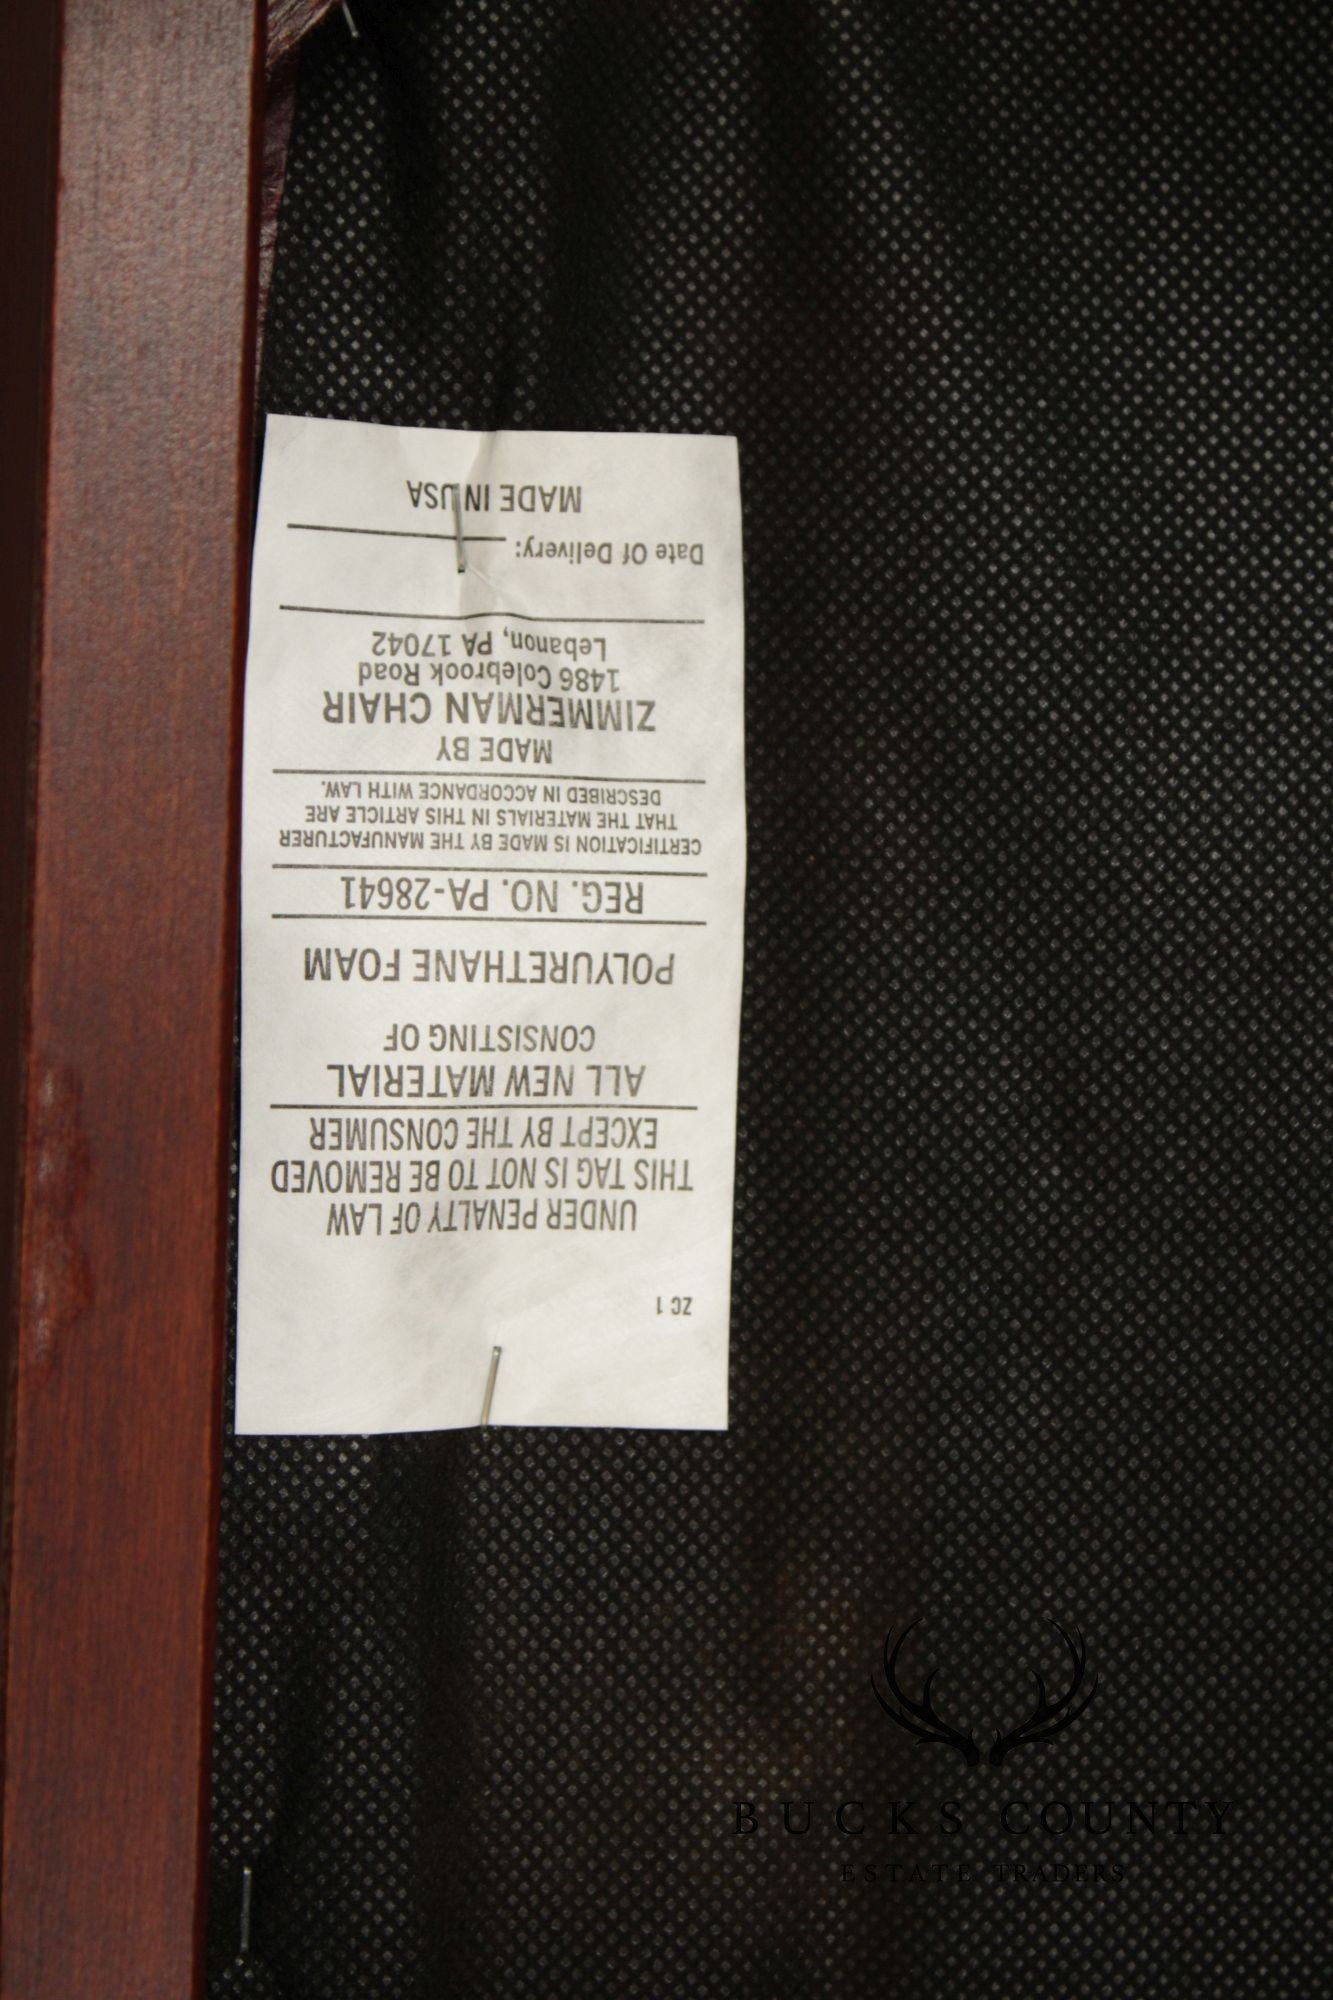 ZC 1
UNDER PENALTY OF LAW
THIS TAG IS NOT TO BE REMOVED
EXCEPT BY THE CONSUMER
ALL NEW MATERIAL
CONSISTING OF
POLYURETHANE FOAM
REG. NO. PA-28641
CERTIFICATION IS MADE BY THE MANUFACTURER
THAT THE MATERIALS IN THIS ARTICLE ARE
DESCRIBED IN ACCORDANCE WITH LAW.
MADE BY
ZIMMERMAN CHAIR
1486 Colebrook Road
Lebanon, PA 17042
Date Of Delivery:
MADE IN USA
BUCKS COUNTY
ESTATE TRADERS